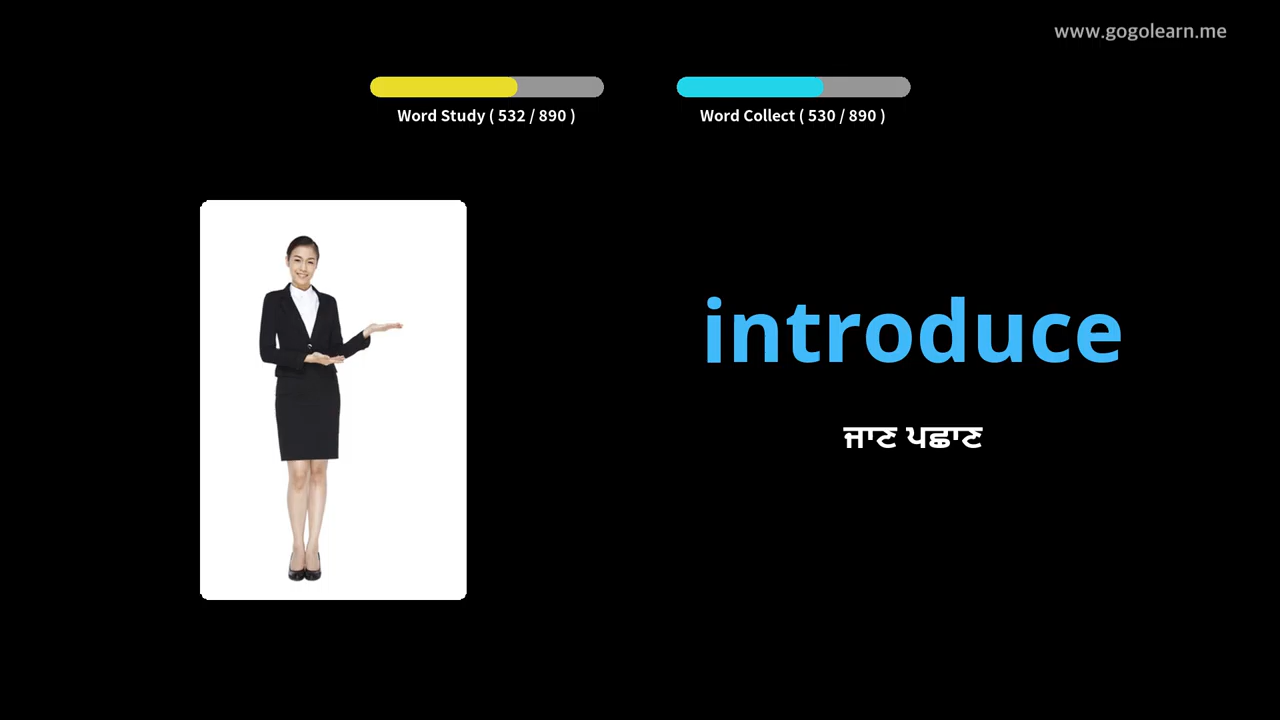 www.gogolearn.me
Word Study ( 532 / 890 )
Word Collect ( 530 / 890 )
introduce
ਜਾਣ ਪਛਾਣ